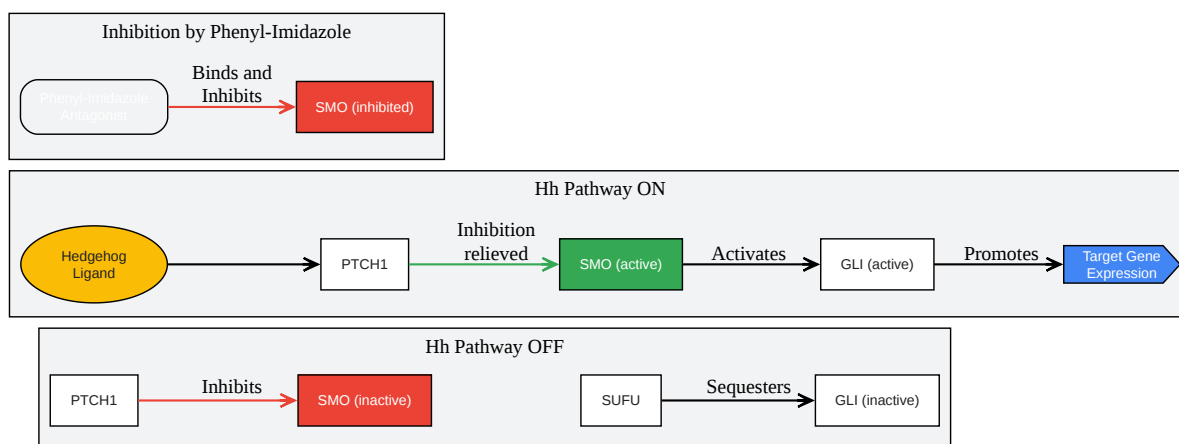 Inhibition by Phenyl-Imidazole
Phenyl-Imidazole
Antagonist
Binds and
Inhibits
SMO (inhibited)
Hh Pathway ON
Hedgehog
Ligand
PTCH1
Inhibition
relieved
SMO (active)
Activates
GLI (active)
Promotes
Target Gene
Expression
Hh Pathway OFF
PTCH1
Inhibits
SMO (inactive)
SUFU
Sequesters
GLI (inactive)